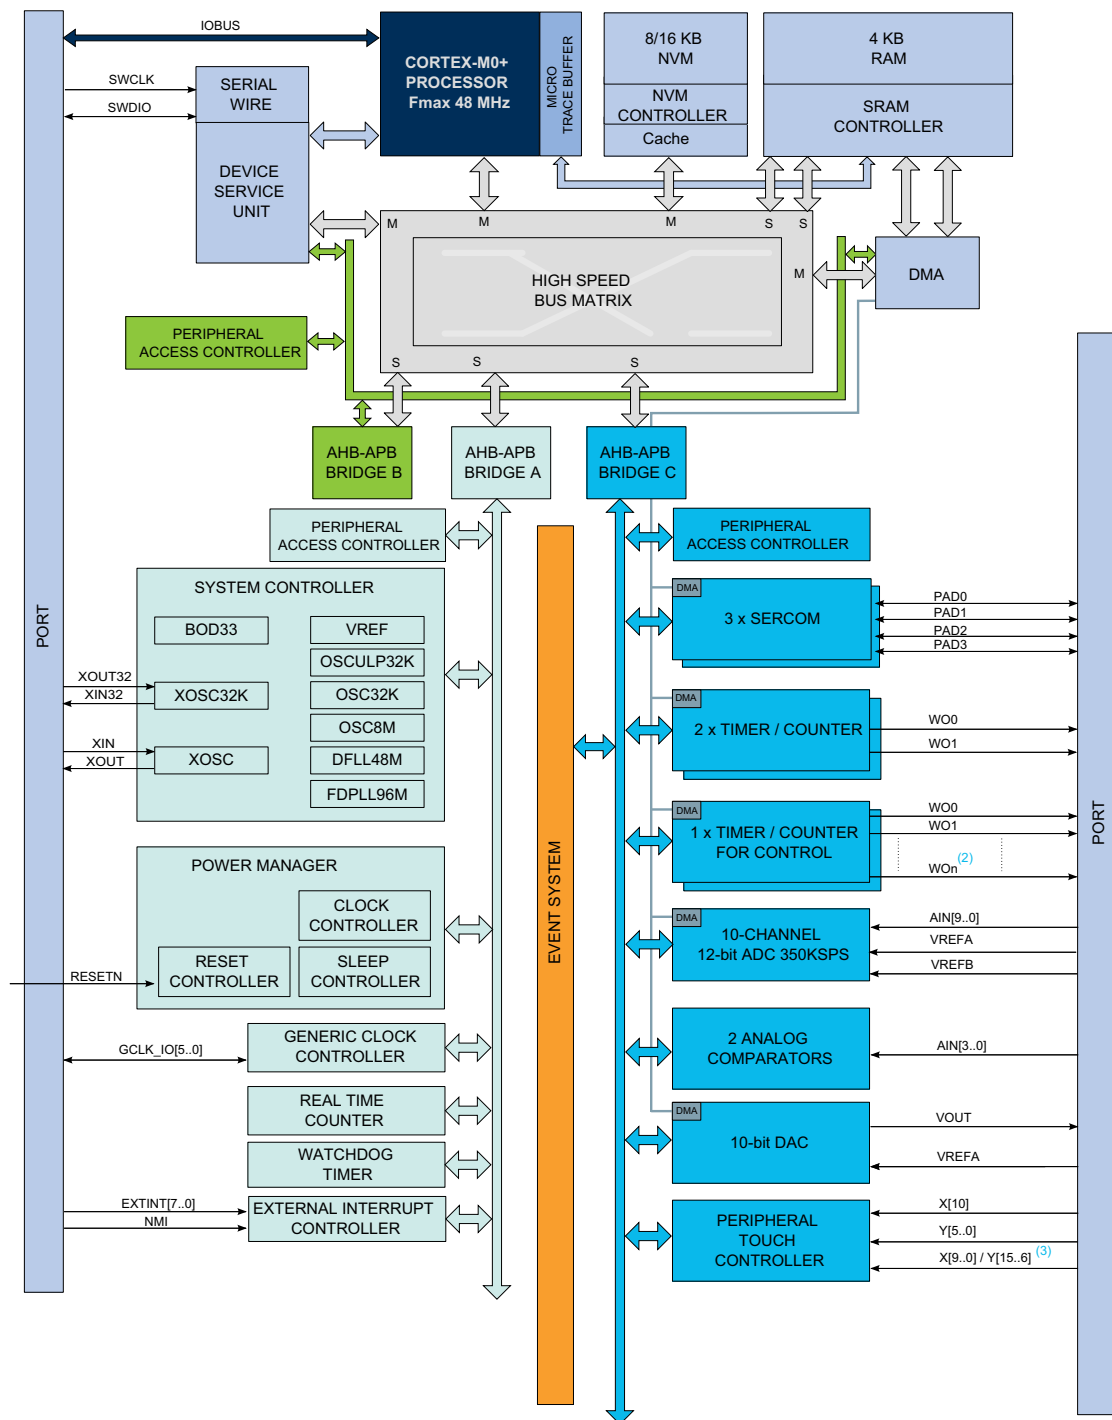 IOBUS
CORTEX-M0+
PROCESSOR
Fmax 48 MHz
MICRO
TRACE BUFFER
8/16 KB
NVM
NVM
CONTROLLER
Cache
4 KB
RAM
SRAM
CONTROLLER
SWCLK
SWDIO
SERIAL
WIRE
DEVICE
SERVICE
UNIT
M
M
M
S
S
M
HIGH SPEED
BUS MATRIX
DMA
PERIPHERAL
ACCESS CONTROLLER
S
S
S
AHB-APB
BRIDGE B
AHB-APB
BRIDGE A
AHB-APB
BRIDGE C
PORT
PERIPHERAL
ACCESS CONTROLLER
SYSTEM CONTROLLER
BOD33
VREF
OSCULP32K
XOUT32
XIN32
XOSC32K
OSC32K
OSC8M
XIN
XOUT
XOSC
DFLL48M
FDPLL96M
POWER MANAGER
CLOCK
CONTROLLER
RESETN
RESET
CONTROLLER
SLEEP
CONTROLLER
GCLK_IO[5..0]
GENERIC CLOCK
CONTROLLER
REAL TIME
COUNTER
WATCHDOG
TIMER
EXTINT[7..0]
NMI
EXTERNAL INTERRUPT
CONTROLLER
EVENT SYSTEM
PERIPHERAL
ACCESS CONTROLLER
DMA
3 x SERCOM
PAD0
PAD1
PAD2
PAD3
DMA
2 x TIMER / COUNTER
WO0
WO1
DMA
1 x TIMER / COUNTER
FOR CONTROL
WO0
WO1
WOn(2)
DMA
10-CHANNEL
12-bit ADC 350KSPS
AIN[9..0]
VREFA
VREFB
2 ANALOG
COMPARATORS
AIN[3..0]
DMA
10-bit DAC
VOUT
VREFA
PERIPHERAL
TOUCH
CONTROLLER
X[10]
Y[5..0]
X[9..0] / Y[15..6] (3)
PORT